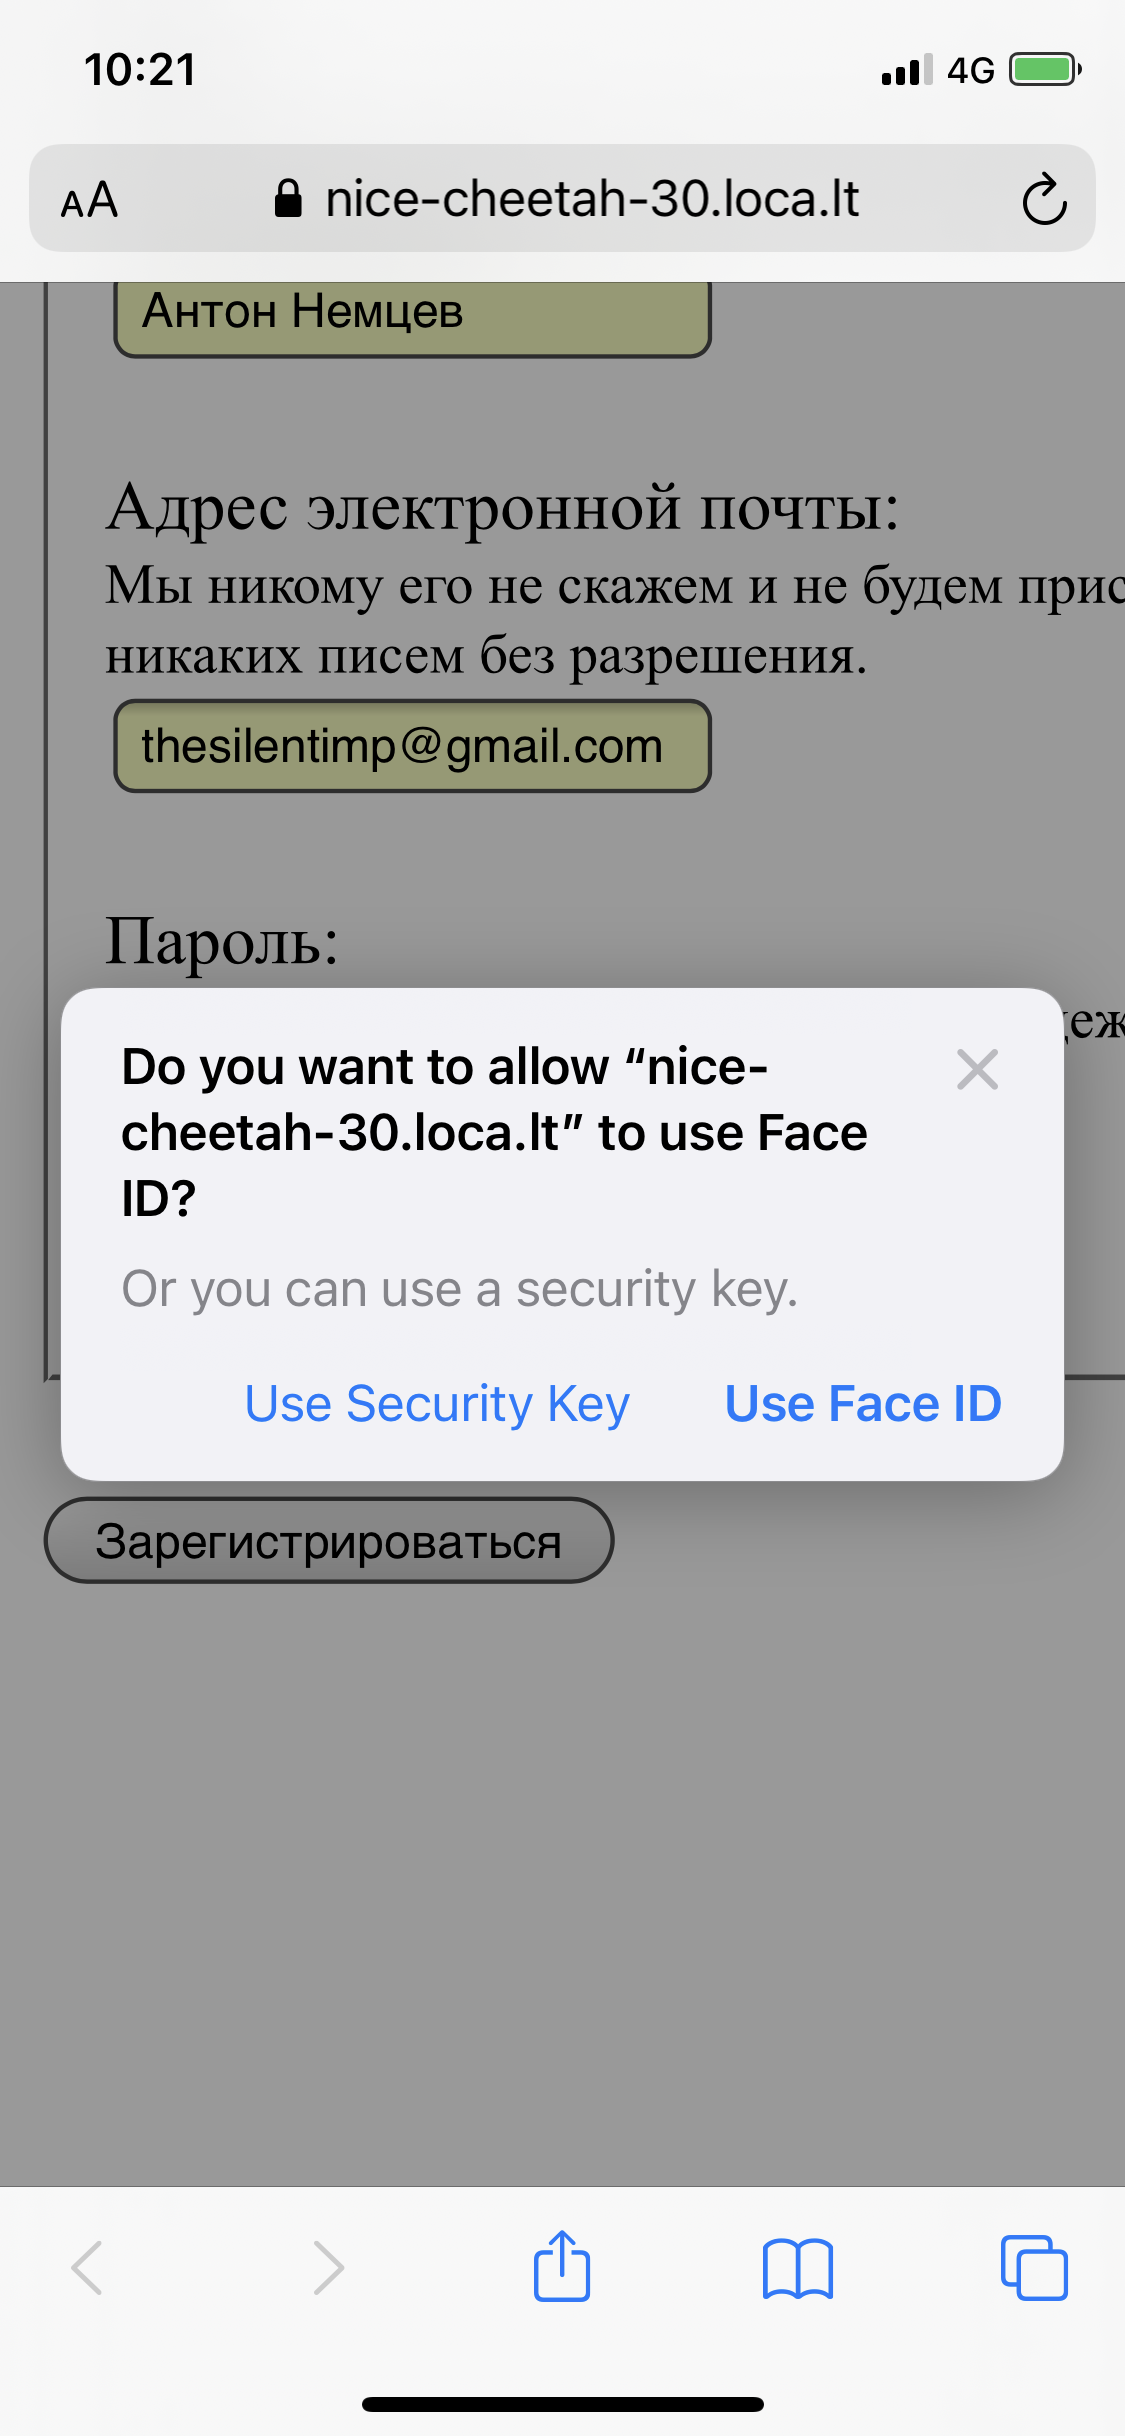 10:21
4G
AA
nice-cheetah-30.loca.lt
Антон Немцев
Адрес электронной почты:
Мы никому его не скажем и не будем
никаких писем без разрешения.
thesilentimp@gmail.com
Пароль:
Do you want to allow “nice-
cheetah-30.loca.lt” to use Face
ID?
Or you can use a security key.
Use Security Key
Use Face ID
Зарегистрироваться